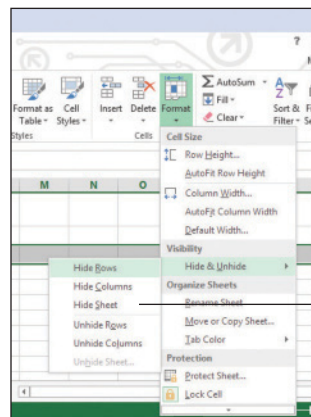 ?
Format as
Table
Cell
Styles
Insert
Delete
Format
AutoSum
Fill
Clear
Sort &
Filter
Styles
Cells
Cell Size
Row Height...
AutoFit Row Height
Column Width...
AutoFit Column Width
Default Width...
M N O
Visibility
Hide & Unhide
Hide Rows
Hide Columns
Hide Sheet
Unhide Rows
Unhide Columns
Unhide Sheet...
Organize Sheets
Rename Sheet
Move or Copy Sheet...
Tab Color
Protection
Protect Sheet...
Lock Cell